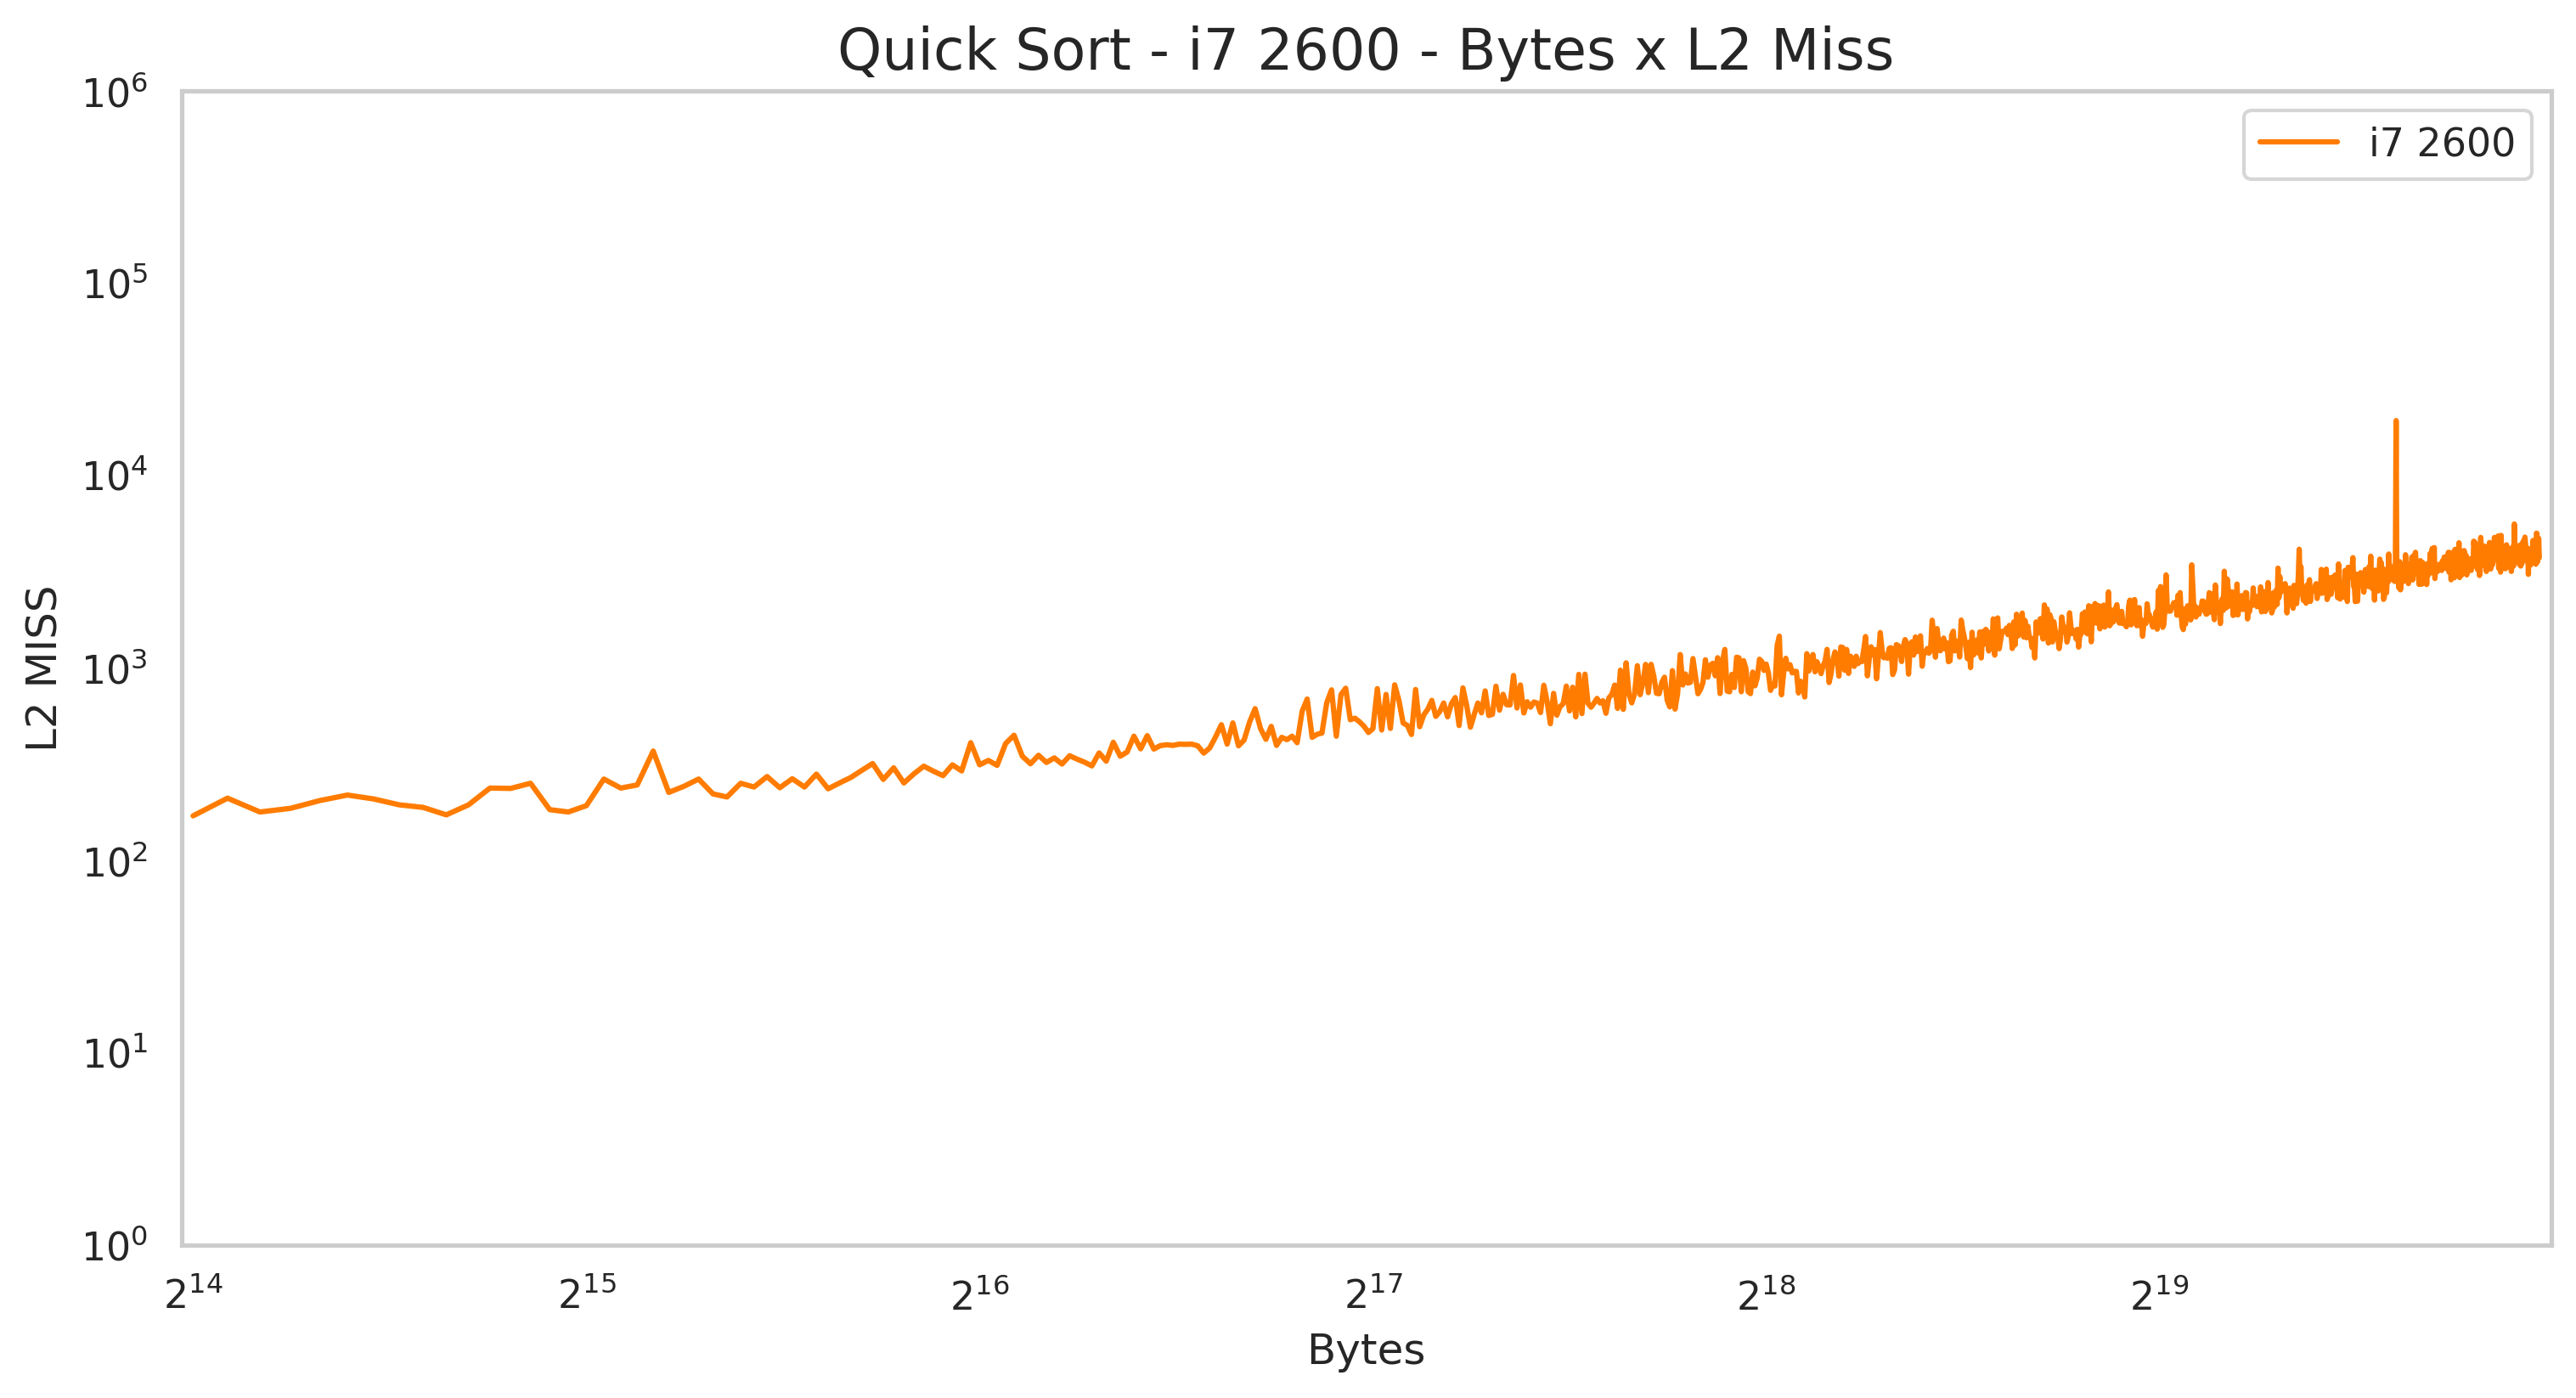 Quick Sort - i7 2600 - Bytes x L2 Miss
i7 2600
L2 MISS
10⁶
10⁵
10⁴
10³
10²
10¹
10⁰
2¹⁴ 2¹⁵ 2¹⁶ 2¹⁷ 2¹⁸ 2¹⁹
Bytes